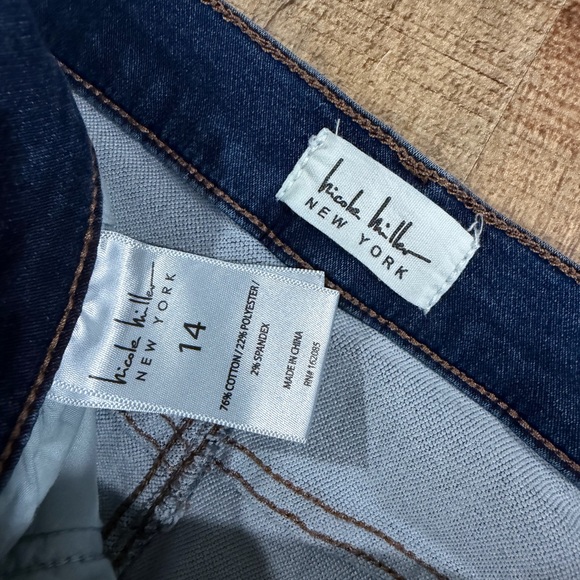 nicole miller
NEW YORK
nicole miller
NEW YORK
14
76% COTTON / 22% POLYESTER /
2% SPANDEX
MADE IN CHINA
RN# 162085